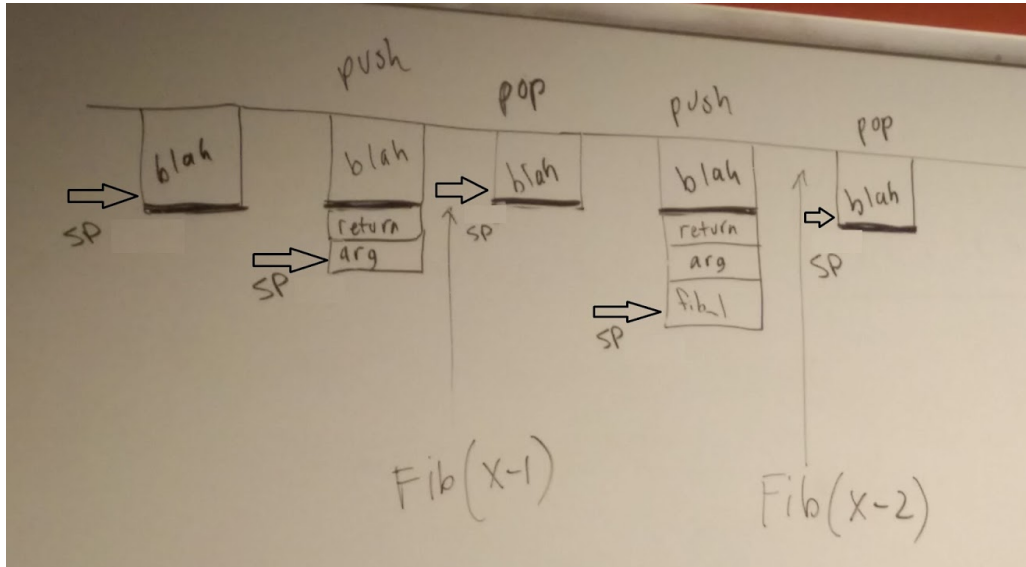 push pop push pop
blah blah blah blah blah
SP return SP return SP
SP arg arg
SP fib_1
Fib(x-1) Fib(x-2)